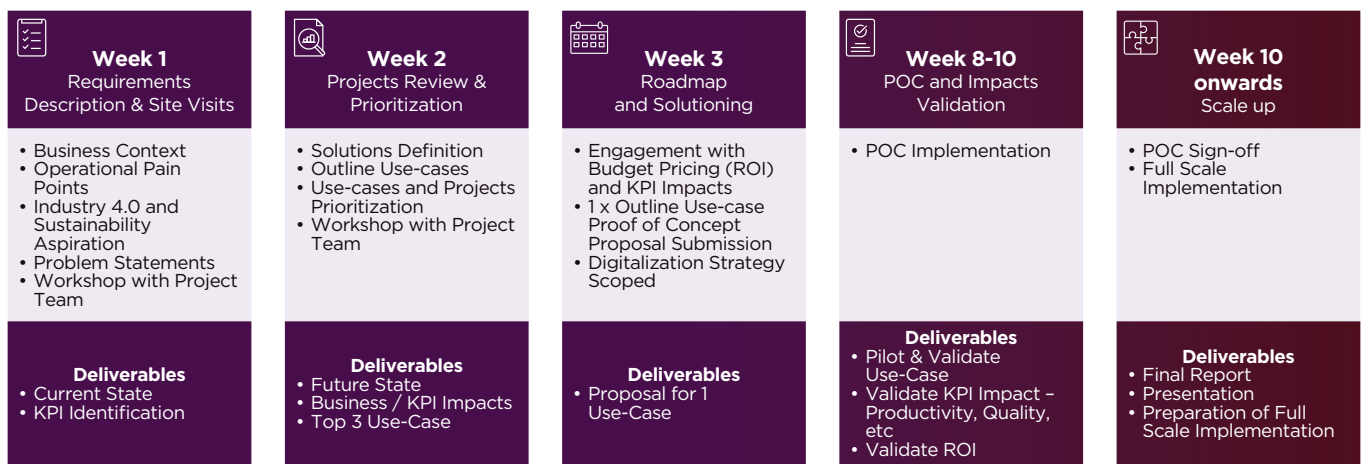 Week 1
Requirements
Description & Site Visits
• Business Context
• Operational Pain
Points
• Industry 4.0 and
Sustainability
Aspiration
• Problem Statements
• Workshop with Project
Team
Deliverables
• Current State
• KPI Identification
Week 2
Projects Review &
Prioritization
• Solutions Definition
• Outline Use-cases
• Use-cases and Projects
Prioritization
• Workshop with Project
Team
Deliverables
• Future State
• Business / KPI Impacts
• Top 3 Use-Case
Week 3
Roadmap
and Solutioning
• Engagement with
Budget Pricing (ROI)
and KPI Impacts
• 1 x Outline Use-case
Proof of Concept
Proposal Submission
• Digitalization Strategy
Scoped
Deliverables
• Proposal for 1
Use-Case
Week 8-10
POC and Impacts
Validation
• POC Implementation
Deliverables
• Pilot & Validate
Use-Case
• Validate KPI Impact –
Productivity, Quality,
etc
• Validate ROI
Week 10
onwards
Scale up
• POC Sign-off
• Full Scale
Implementation
Deliverables
• Final Report
• Presentation
• Preparation of Full
Scale Implementation